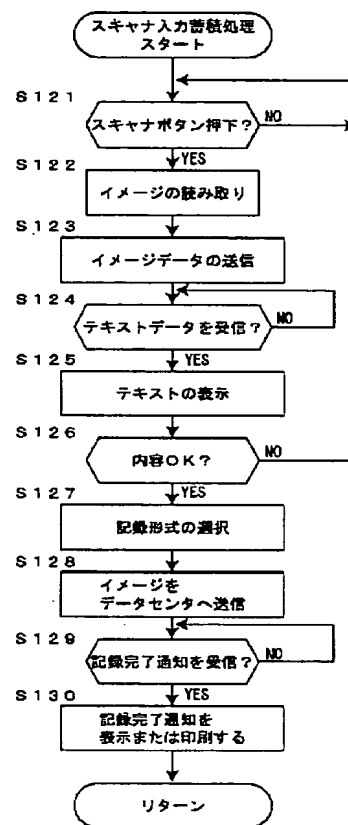 スキャナ入力蓄積処理
スタート
S121
スキャナボタン押下?
NO
YES
S122
イメージの読み取り
S123
イメージデータの送信
S124
テキストデータを受信?
NO
YES
S125
テキストの表示
S126
内容OK?
NO
YES
S127
記録形式の選択
S128
イメージを
データセンタへ送信
S129
記録完了通知を受信?
NO
YES
S130
記録完了通知を
表示または印刷する
リターン